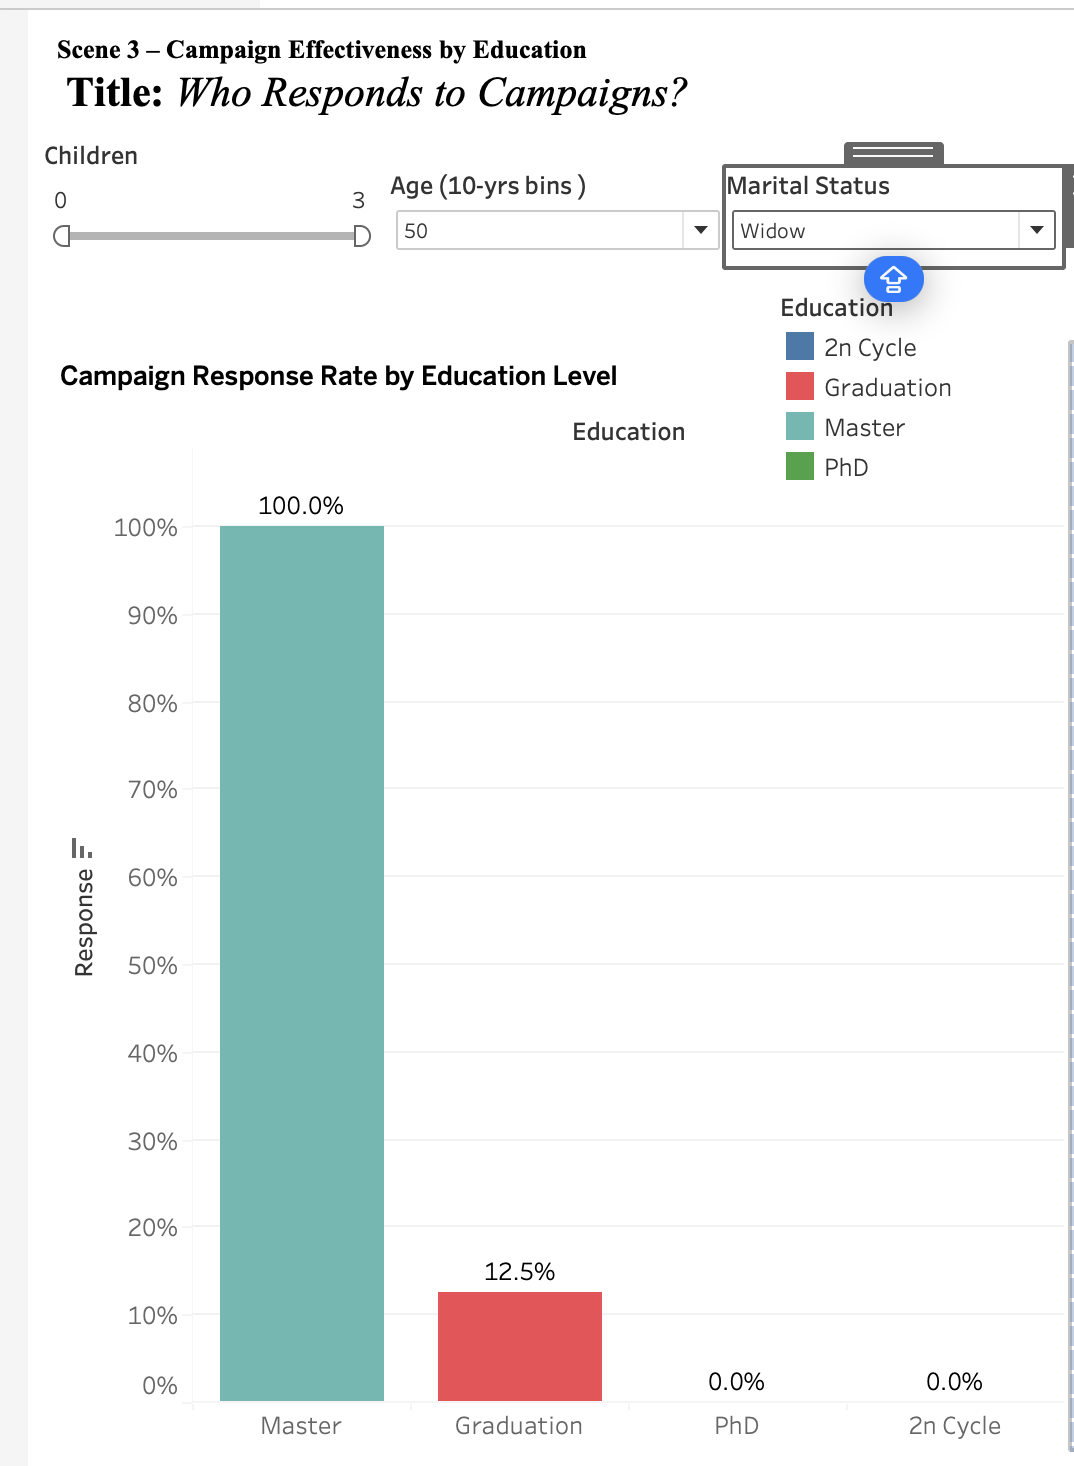 Scene 3 – Campaign Effectiveness by Education
Title: Who Responds to Campaigns?
Children
0 3
Age (10-yrs bins )
50
Marital Status
Widow
Education
2n Cycle
Graduation
Master
PhD
Campaign Response Rate by Education Level
Education
100.0%
100%
90%
80%
70%
60%
50%
40%
30%
20%
10%
0%
Response
12.5%
0.0%
0.0%
Master
Graduation
PhD
2n Cycle